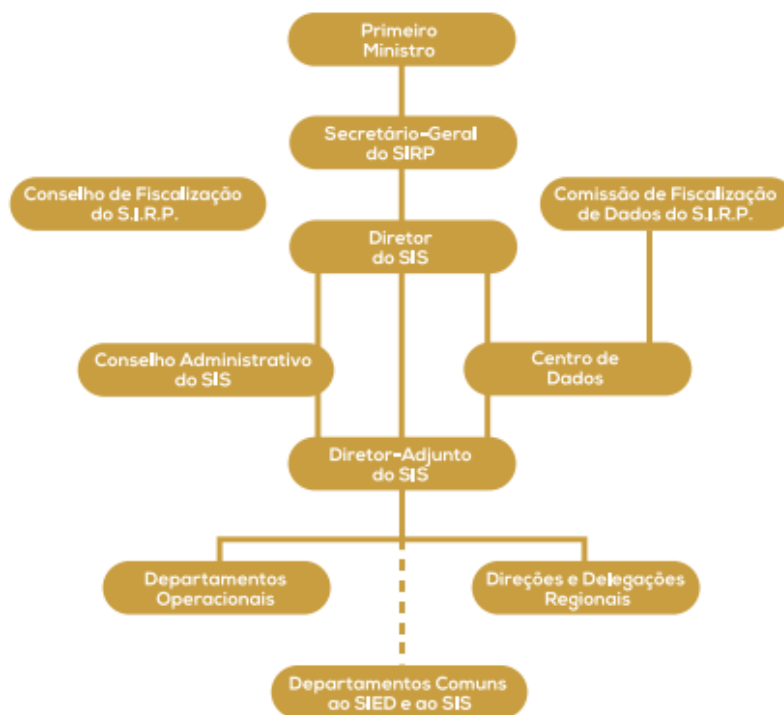 Primeiro
Ministro
Secretário-Geral
do SIRP
Conselho de Fiscalização
do S.I.R.P.
Comissão de Fiscalização
de Dados do S.I.R.P.
Diretor
do SIS
Conselho Administrativo
do SIS
Centro de
Dados
Diretor-Adjunto
do SIS
Departamentos
Operacionais
Direções e Delegações
Regionais
Departamentos Comuns
ao SIED e ao SIS